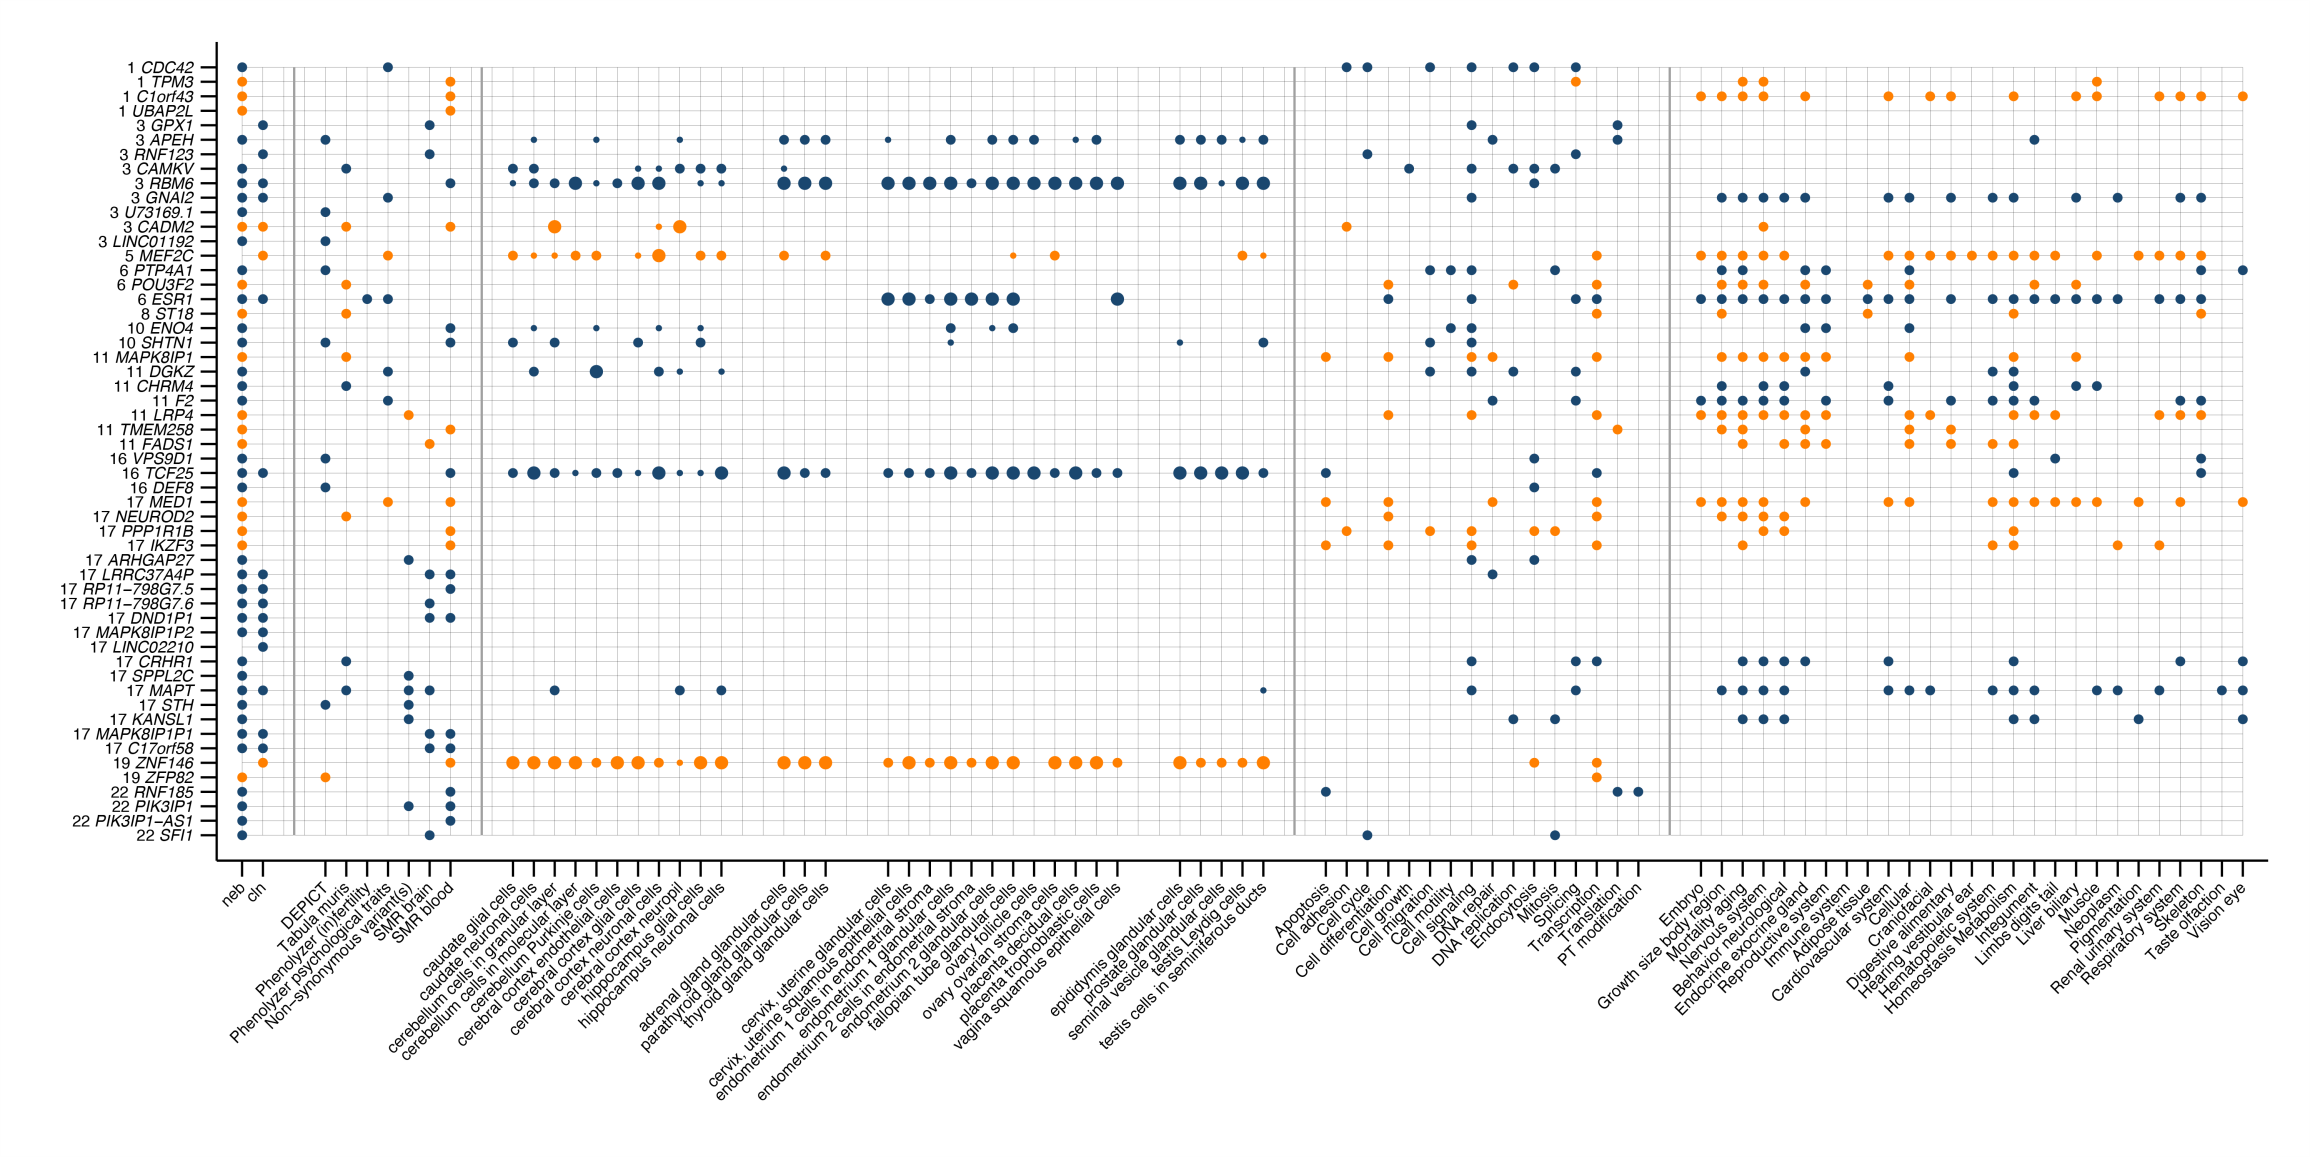 1 CDC42
1 TPM3
1 C1orf43
1 UBAP2L
3 GPX1
3 APEH
3 RNF123
3 CAMKV
3 RBM6
3 GNAI2
3 U73169.1
3 CADM2
3 LINC01192
5 MEF2C
6 PTP4A1
6 POU3F2
6 ESR1
8 ST18
10 ENO4
10 SHTN1
11 MAPK8IP1
11 DGKZ
11 CHRM4
11 F2
11 LRP4
11 TMEM258
11 FADS1
16 VPS9D1
16 TCF25
16 DEF8
17 MED1
17 NEUROD2
17 PPP1R1B
17 IKZF3
17 ARHGAP27
17 LRRC37A4P
17 RP11−798G7.5
17 RP11−798G7.6
17 DND1P1
17 MAPK8IP1P2
17 LINC02210
17 CRHR1
17 SPPL2C
17 MAPT
17 STH
17 KANSL1
17 MAPK8IP1P1
17 C17orf58
19 ZNF146
19 ZFP82
22 RNF185
22 PIK3IP1
22 PIK3IP1−AS1
22 SFI1
neb
cln
DEPICT
Tabula muris
Phenolyzer (in)fertility
Phenolyzer psychological traits
Non−synonymous variant(s)
SMR brain
SMR blood
caudate glial cells
caudate neuronal cells
cerebellum cells in granular layer
cerebellum cells in molecular layer
cerebellum Purkinje cells
cerebral cortex endothelial cells
cerebral cortex glial cells
cerebral cortex neuronal cells
cerebral cortex neuropil
hippocampus glial cells
hippocampus neuronal cells
adrenal gland glandular cells
parathyroid gland glandular cells
thyroid gland glandular cells
cervix, uterine glandular cells
cervix, uterine squamous epithelial cells
endometrium 1 cells in endometrial stroma
endometrium 1 glandular cells
endometrium 2 cells in endometrial stroma
endometrium 2 glandular cells
fallopian tube glandular cells
ovary follicle cells
ovary ovarian stroma cells
placenta decidual cells
placenta trophoblastic cells
vagina squamous epithelial cells
epididymis glandular cells
prostate glandular cells
seminal vesicle glandular cells
testis Leydig cells
testis cells in seminiferous ducts
Apoptosis
Cell adhesion
Cell cycle
Cell differentiation
Cell growth
Cell migration
Cell motility
Cell signaling
DNA repair
DNA replication
Endocytosis
Mitosis
Splicing
Transcription
Translation
PT modification
Embryo
Growth size body region
Mortality aging
Nervous system
Behavior neurological
Endocrine exocrine gland
Reproductive system
Immune system
Adipose tissue
Cardiovascular system
Cellular
Craniofacial
Digestive alimentary
Hearing vestibular ear
Hematopoietic system
Homeostasis Metabolism
Integument
Limbs digits tail
Liver biliary
Muscle
Neoplasm
Pigmentation
Renal urinary system
Respiratory system
Skeleton
Taste olfaction
Vision eye